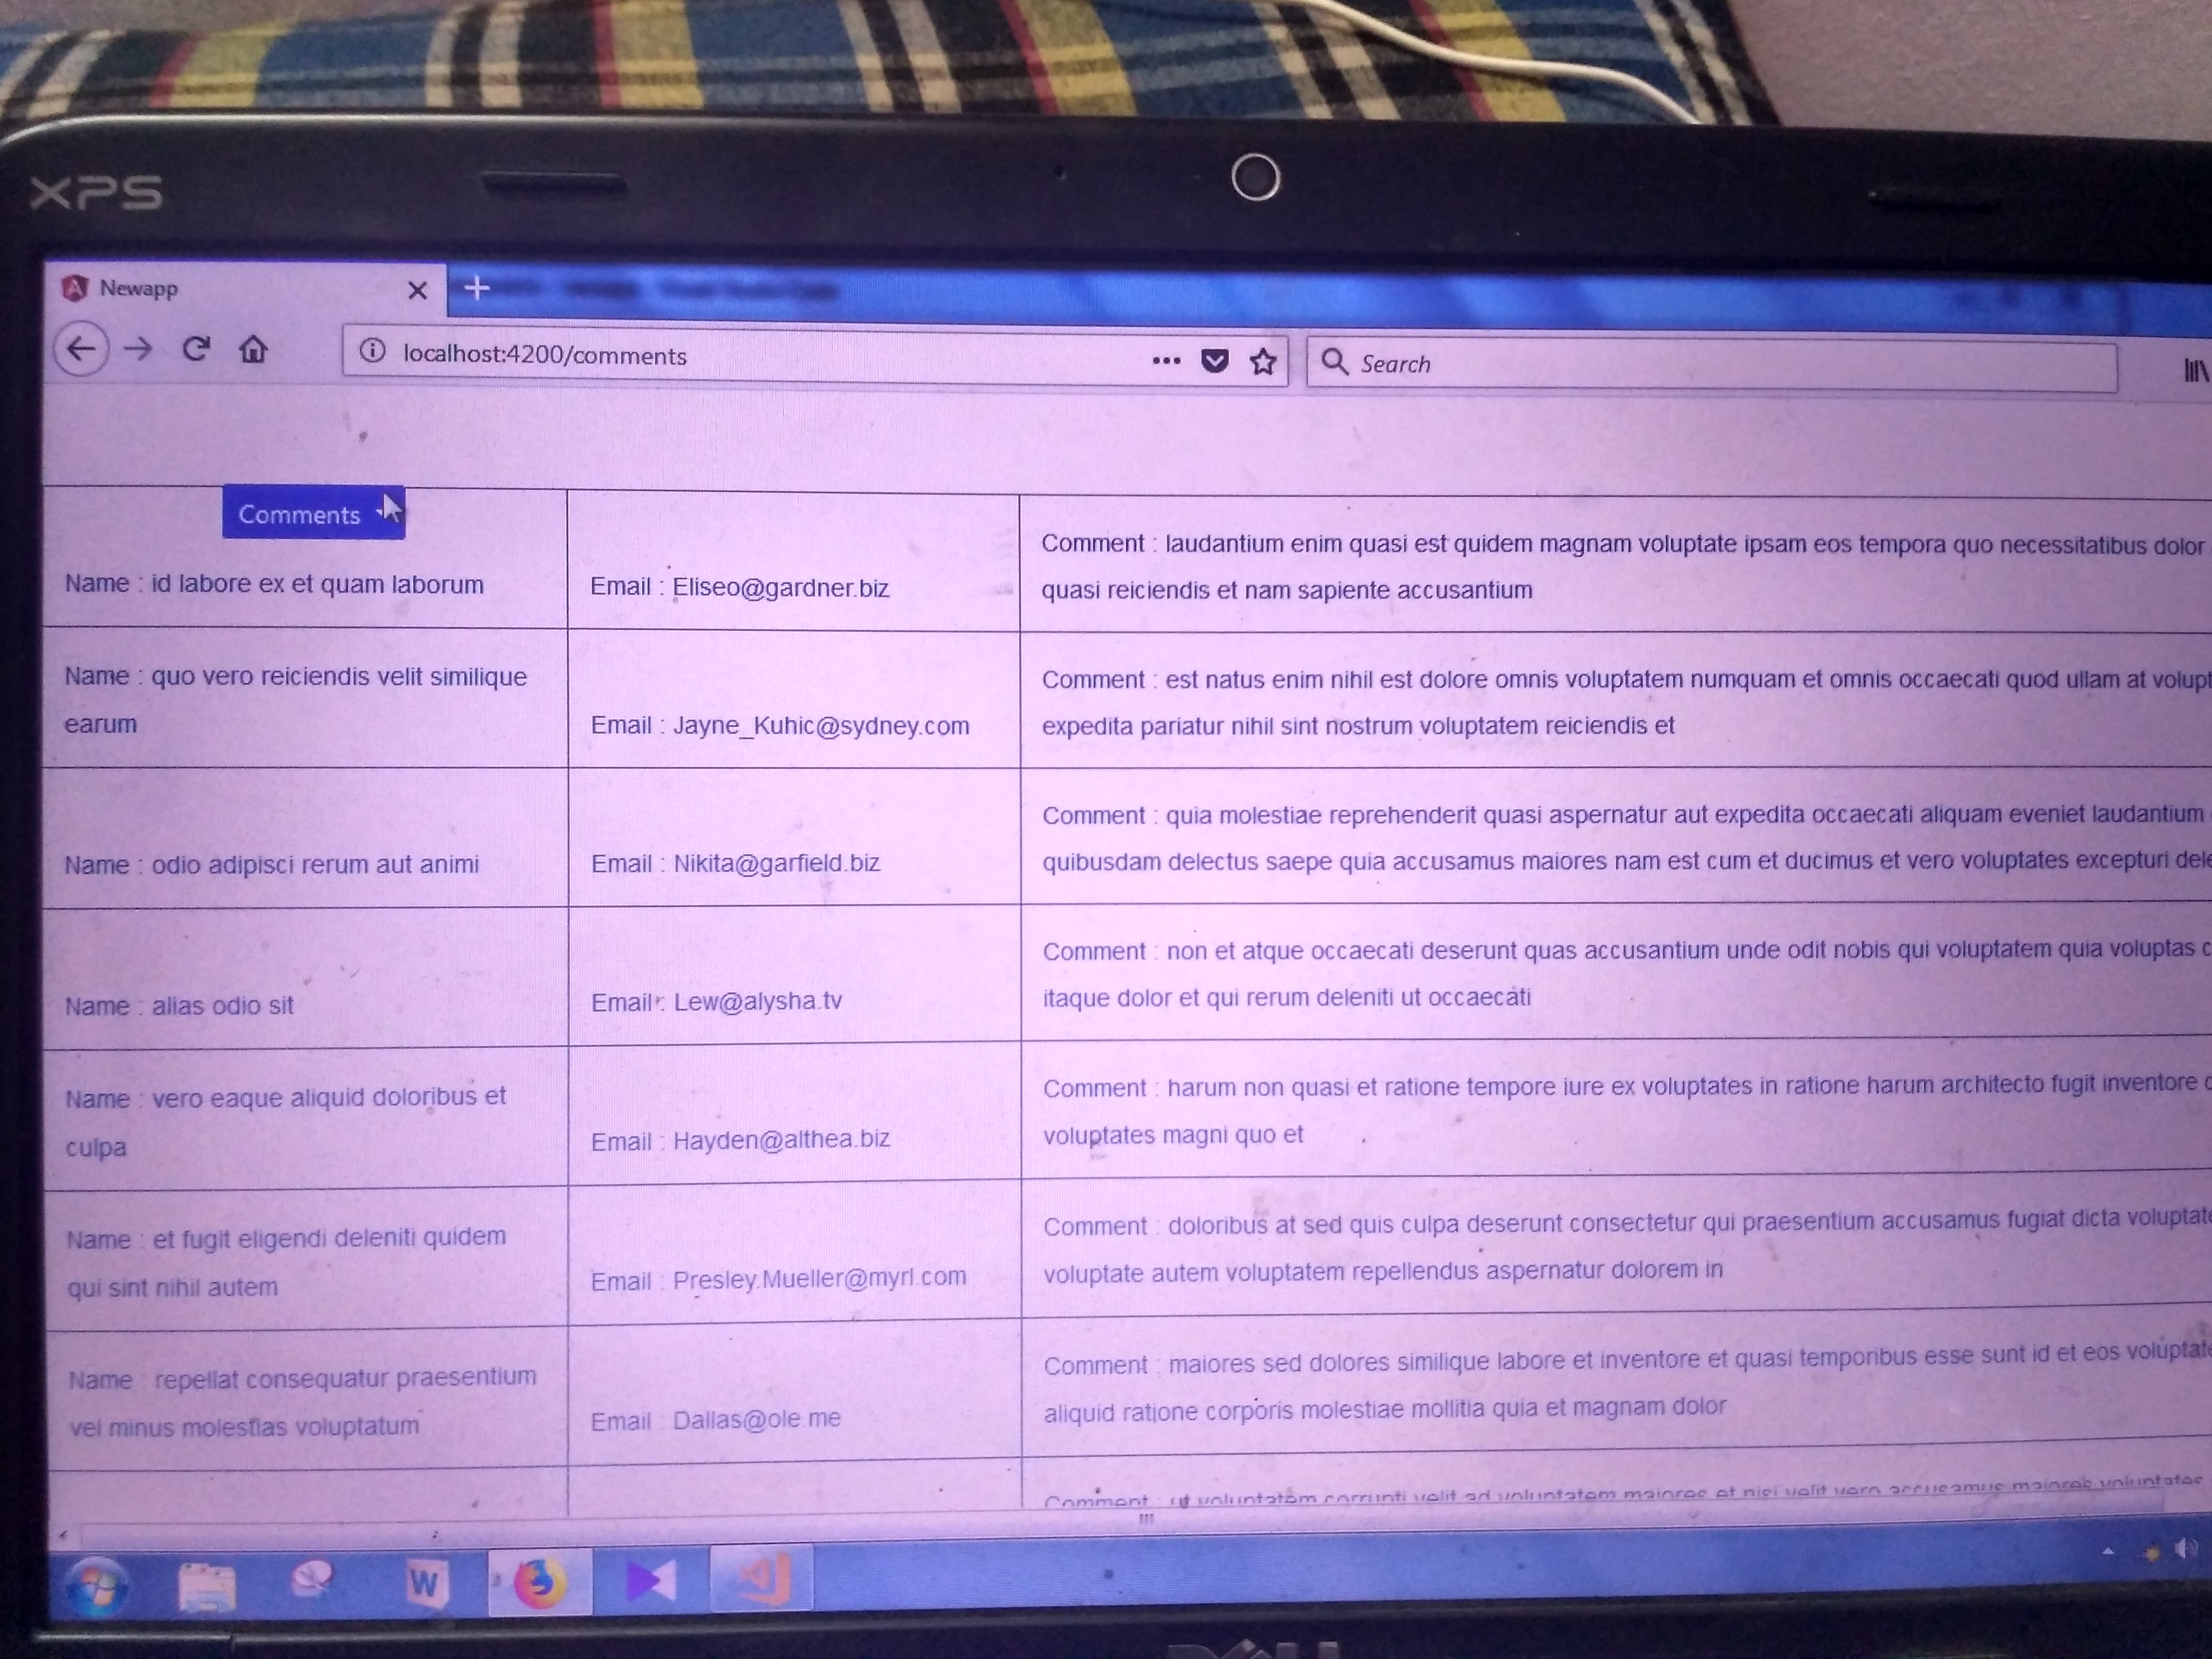 XPS
Newapp
localhost:4200/comments
Search
Comments
Name : id labore ex et quam laborum
Email : Eliseo@gardner.biz
Comment : laudantium enim quasi est quidem magnam voluptate ipsam eos tempora quo necessitatibus dolor
quasi reiciendis et nam sapiente accusantium
Name : quo vero reiciendis velit similique
earum
Email : Jayne_Kuhic@sydney.com
Comment : est natus enim nihil est dolore omnis voluptatem numquam et omnis occaecati quod ullam at volupt
expedita pariatur nihil sint nostrum voluptatem reiciendis et
Name : odio adipisci rerum aut animi
Email : Nikita@garfield.biz
Comment : quia molestiae reprehenderit quasi aspernatur aut expedita occaecati aliquam eveniet laudantium
quibusdam delectus saepe quia accusamus maiores nam est cum et ducimus et vero voluptates excepturi dele
Name : alias odio sit
Email : Lew@alysha.tv
Comment : non et atque occaecati deserunt quas accusantium unde odit nobis qui voluptatem quia voluptas c
itaque dolor et qui rerum deleniti ut occaecati
Name : vero eaque aliquid doloribus et
culpa
Email : Hayden@althea.biz
Comment : harum non quasi et ratione tempore iure ex voluptates in ratione harum architecto fugit inventore
voluptates magni quo et
Name : et fugit eligendi deleniti quidem
qui sint nihil autem
Email : Presley.Mueller@myrl.com
Comment : doloribus at sed quis culpa deserunt consectetur qui praesentium accusamus fugiat dicta voluptate
voluptate autem voluptatem repellendus aspernatur dolorem in
Name : repellat consequatur praesentium
vel minus molestias voluptatum
Email : Dallas@ole.me
Comment : maiores sed dolores similique labore et inventore et quasi temporibus esse sunt id et eos voluptate
aliquid ratione corporis molestiae mollitia quia et magnam dolor
Comment : ut voluptatem corrupti velit ad voluptatem maiores et nisi velit vero accusamus maiores voluptates
W